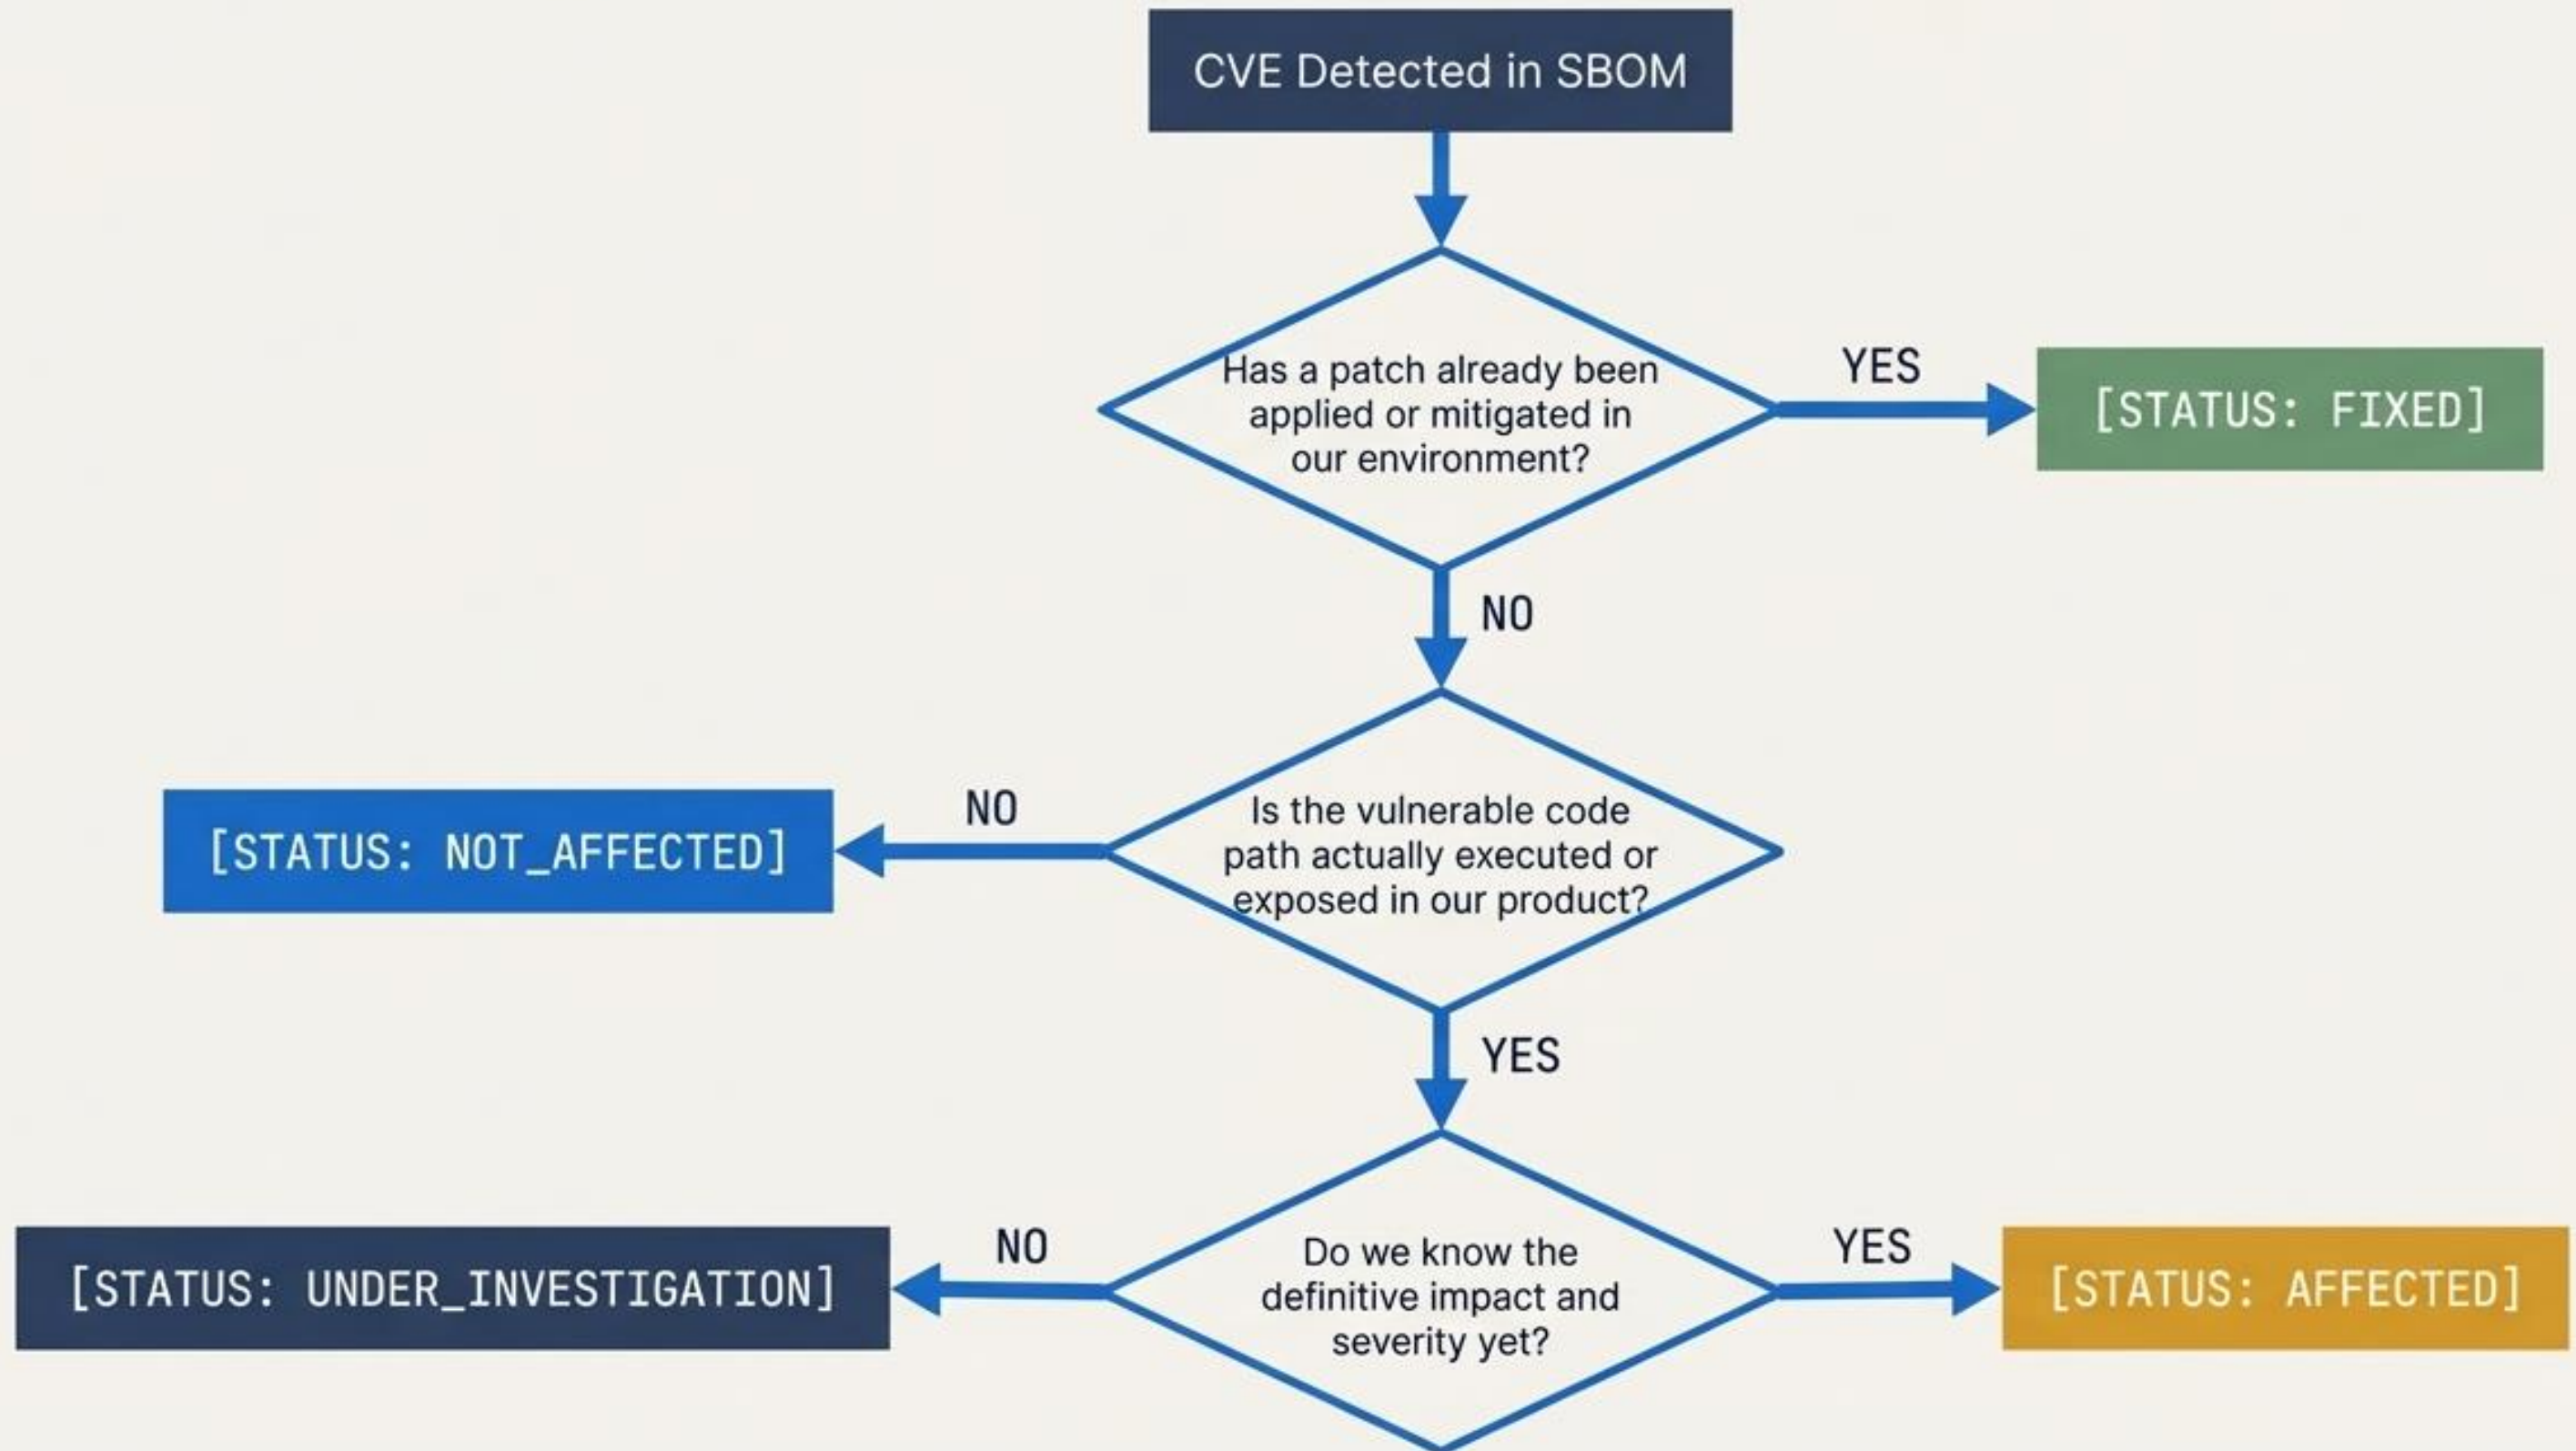 CVE Detected in SBOM
Has a patch already been
applied or mitigated in
our environment?
YES
[STATUS: FIXED]
NO
Is the vulnerable code
path actually executed or
exposed in our product?
NO
[STATUS: NOT_AFFECTED]
YES
Do we know the
definitive impact and
severity yet?
NO
[STATUS: UNDER_INVESTIGATION]
YES
[STATUS: AFFECTED]